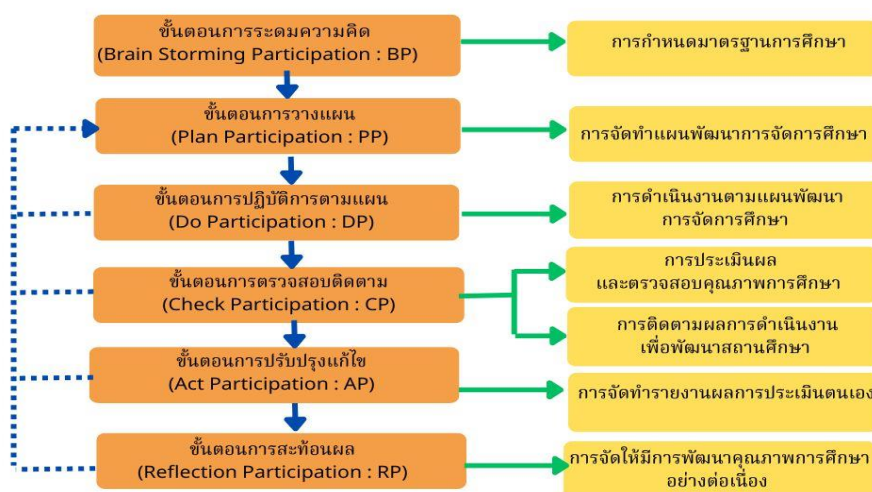 ขั้นตอนการระดมความคิด
(Brain Storming Participation : BP)
การกำหนดมาตรฐานการศึกษา
ขั้นตอนการวางแผน
(Plan Participation : PP)
การจัดทำแผนพัฒนาการจัดการศึกษา
ขั้นตอนการปฏิบัติการตามแผน
(Do Participation : DP)
การดำเนินงานตามแผนพัฒนา
การจัดการศึกษา
ขั้นตอนการตรวจสอบติดตาม
(Check Participation : CP)
การประเมินผล
และตรวจสอบคุณภาพการศึกษา
การติดตามผลการดำเนินงาน
เพื่อพัฒนาสถานศึกษา
ขั้นตอนการปรับปรุงแก้ไข
(Act Participation : AP)
การจัดทำรายงานผลการประเมินตนเอง
ขั้นตอนการสะท้อนผล
(Reflection Participation : RP)
การจัดให้มีการพัฒนาคุณภาพการศึกษา
อย่างต่อเนื่อง